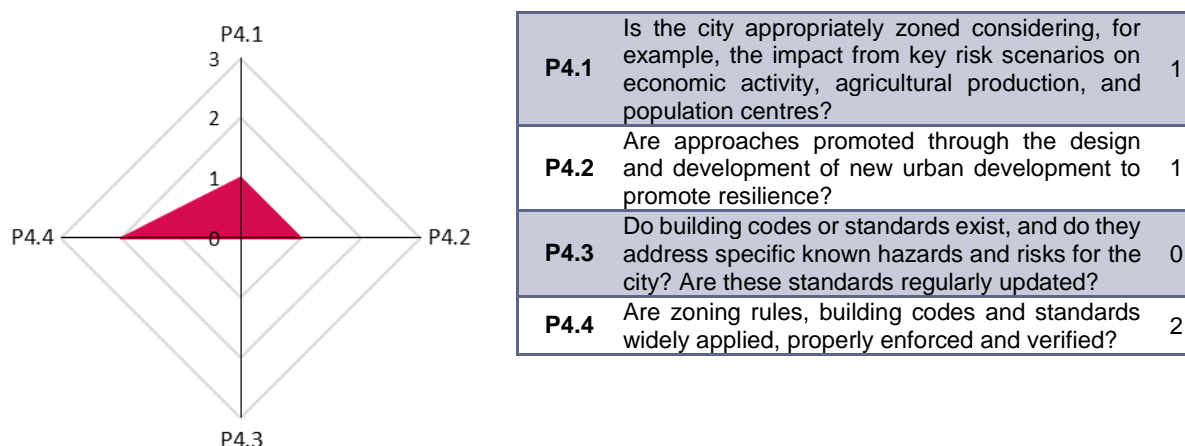 P4.1
3
2
1
0
P4.4
P4.2
P4.3
P4.1
Is the city appropriately zoned considering, for
example, the impact from key risk scenarios on
economic activity, agricultural production, and
population centres?
1
P4.2
Are approaches promoted through the design
and development of new urban development to
promote resilience?
1
P4.3
Do building codes or standards exist, and do they
address specific known hazards and risks for the
city? Are these standards regularly updated?
0
P4.4
Are zoning rules, building codes and standards
widely applied, properly enforced and verified?
2